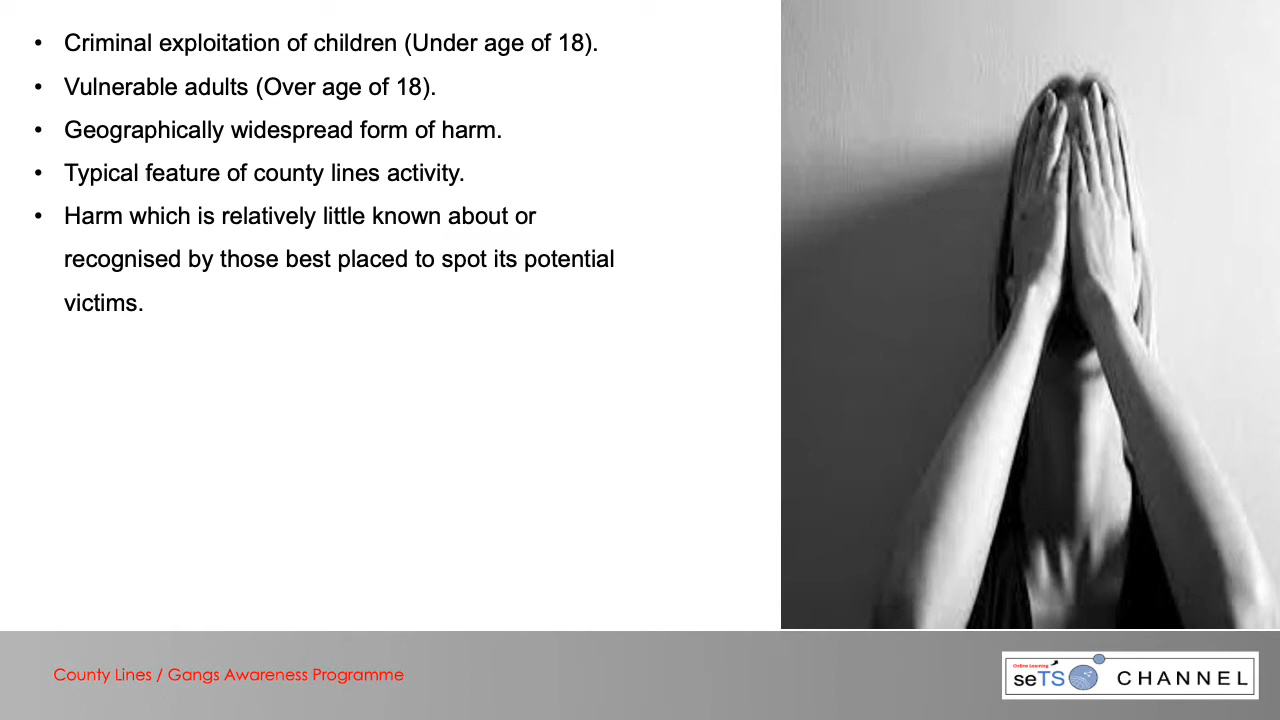 • Criminal exploitation of children (Under age of 18).
• Vulnerable adults (Over age of 18).
• Geographically widespread form of harm.
• Typical feature of county lines activity.
• Harm which is relatively little known about or
recognised by those best placed to spot its potential
victims.
County Lines / Gangs Awareness Programme
Online Learning
seTS CHANNEL